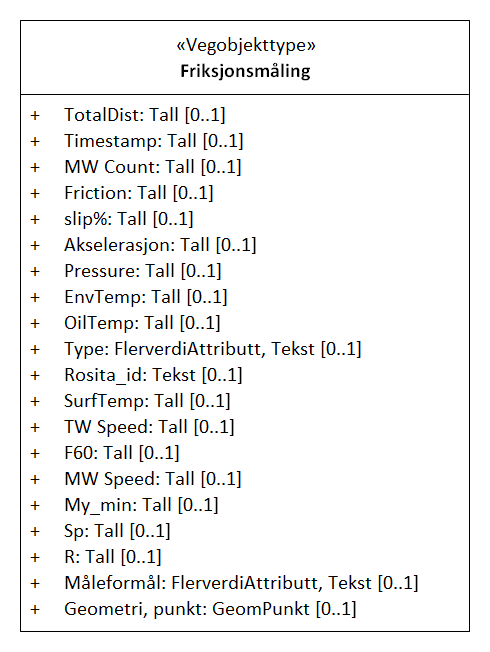 «Vegobjekttype»
Friksjonsmåling
+ TotalDist: Tall [0..1]
+ Timestamp: Tall [0..1]
+ MW Count: Tall [0..1]
+ Friction: Tall [0..1]
+ slip%: Tall [0..1]
+ Akselerasjon: Tall [0..1]
+ Pressure: Tall [0..1]
+ EnvTemp: Tall [0..1]
+ OilTemp: Tall [0..1]
+ Type: FlerverdiAttributt, Tekst [0..1]
+ Rosita_id: Tekst [0..1]
+ SurfTemp: Tall [0..1]
+ TW Speed: Tall [0..1]
+ F60: Tall [0..1]
+ MW Speed: Tall [0..1]
+ My_min: Tall [0..1]
+ Sp: Tall [0..1]
+ R: Tall [0..1]
+ Måleformål: FlerverdiAttributt, Tekst [0..1]
+ Geometri, punkt: GeomPunkt [0..1]